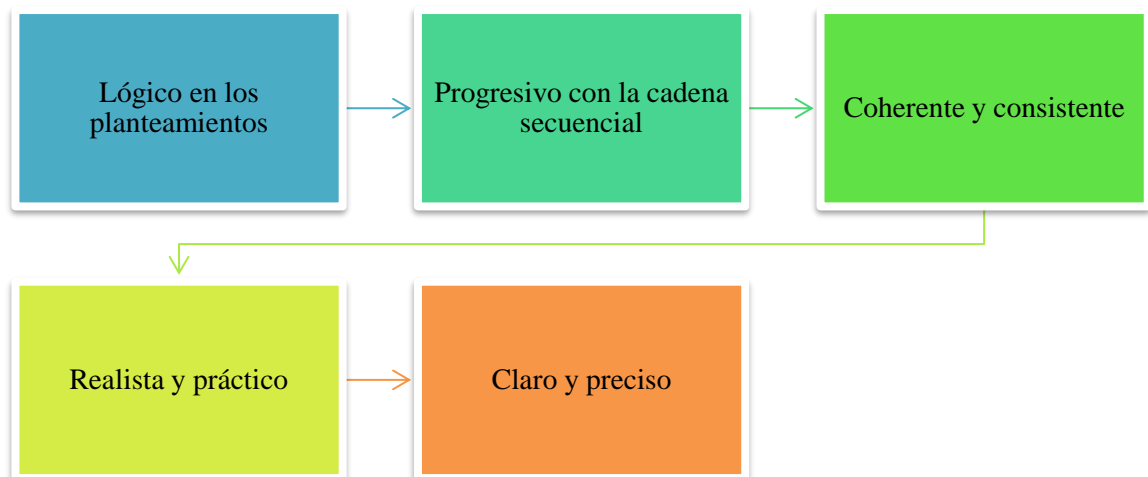 Lógico en los
planteamientos
Progresivo con la cadena
secuencial
Coherente y consistente
Realista y práctico
Claro y preciso